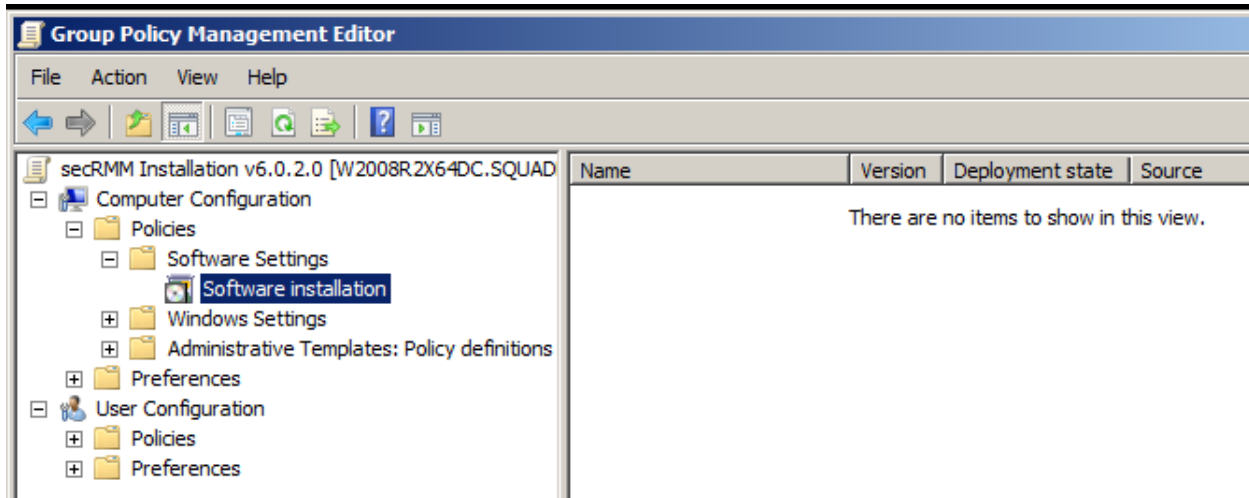 Group Policy Management Editor
File Action View Help
secRMM Installation v6.0.2.0 [W2008R2X64DC.SQUAD
Name Version Deployment state Source
Computer Configuration
There are no items to show in this view.
Policies
Software Settings
Software installation
Windows Settings
Administrative Templates: Policy definitions
Preferences
User Configuration
Policies
Preferences